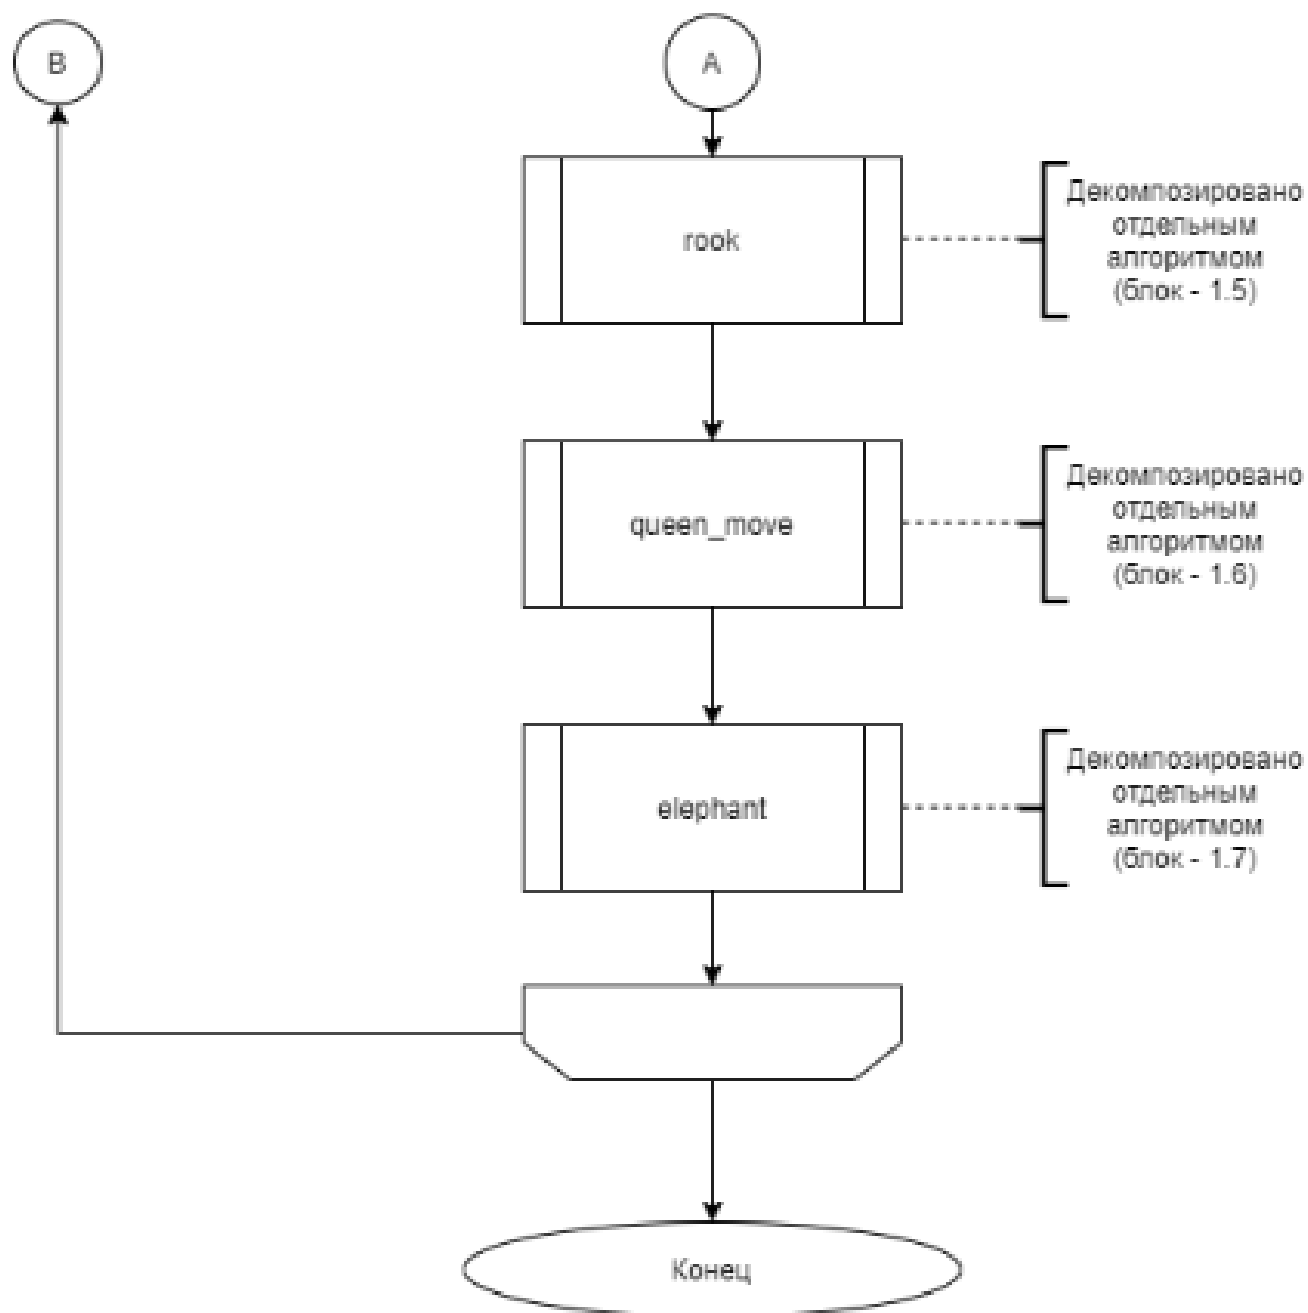 B
A
rook
Декомпозировано
отдельным
алгоритмом
(блок - 1.5)
queen_move
Декомпозировано
отдельным
алгоритмом
(блок - 1.6)
elephant
Декомпозировано
отдельным
алгоритмом
(блок - 1.7)
Конец